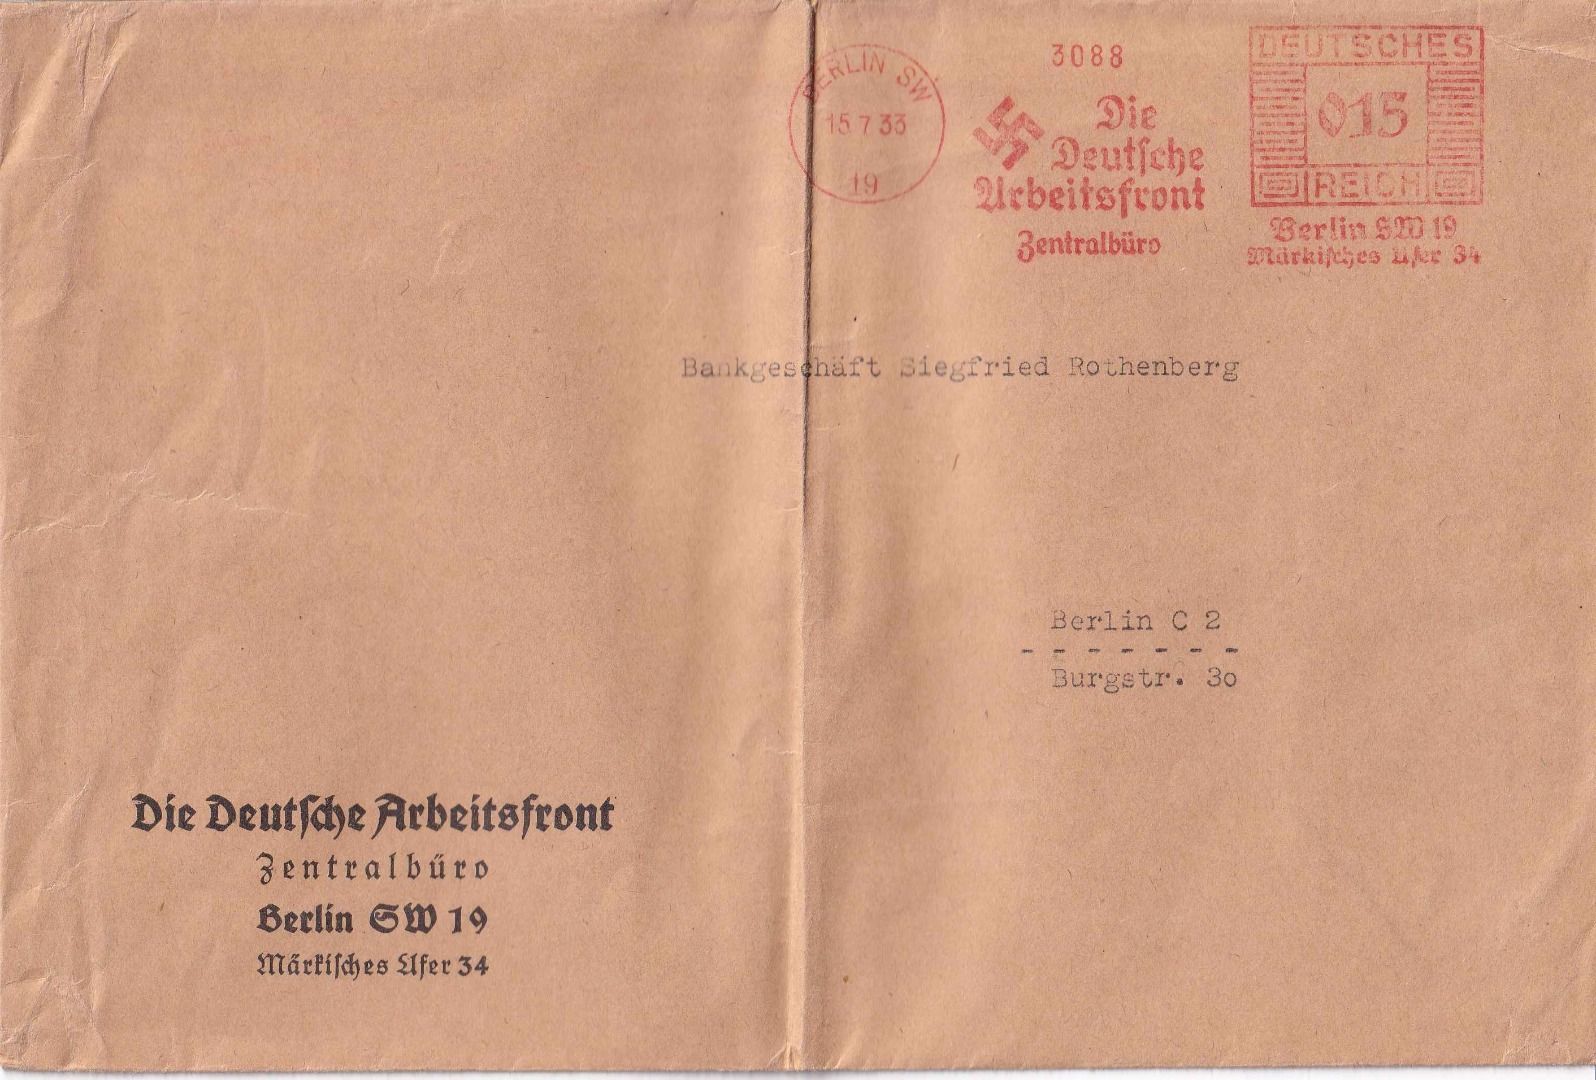 BERLIN SW
15.7.33
19
3088
Die
Deutsche
Arbeitsfront
Zentralbüro
DEUTSCHES
015
REICH
Berlin SW 19
Märkisches Ufer 34
Bankgeschäft Siegfried Rothenberg
Berlin C 2
- - - - - - -
Burgstr. 3o
Die Deutsche Arbeitsfront
Zentralbüro
Berlin SW 19
Märkisches Ufer 34